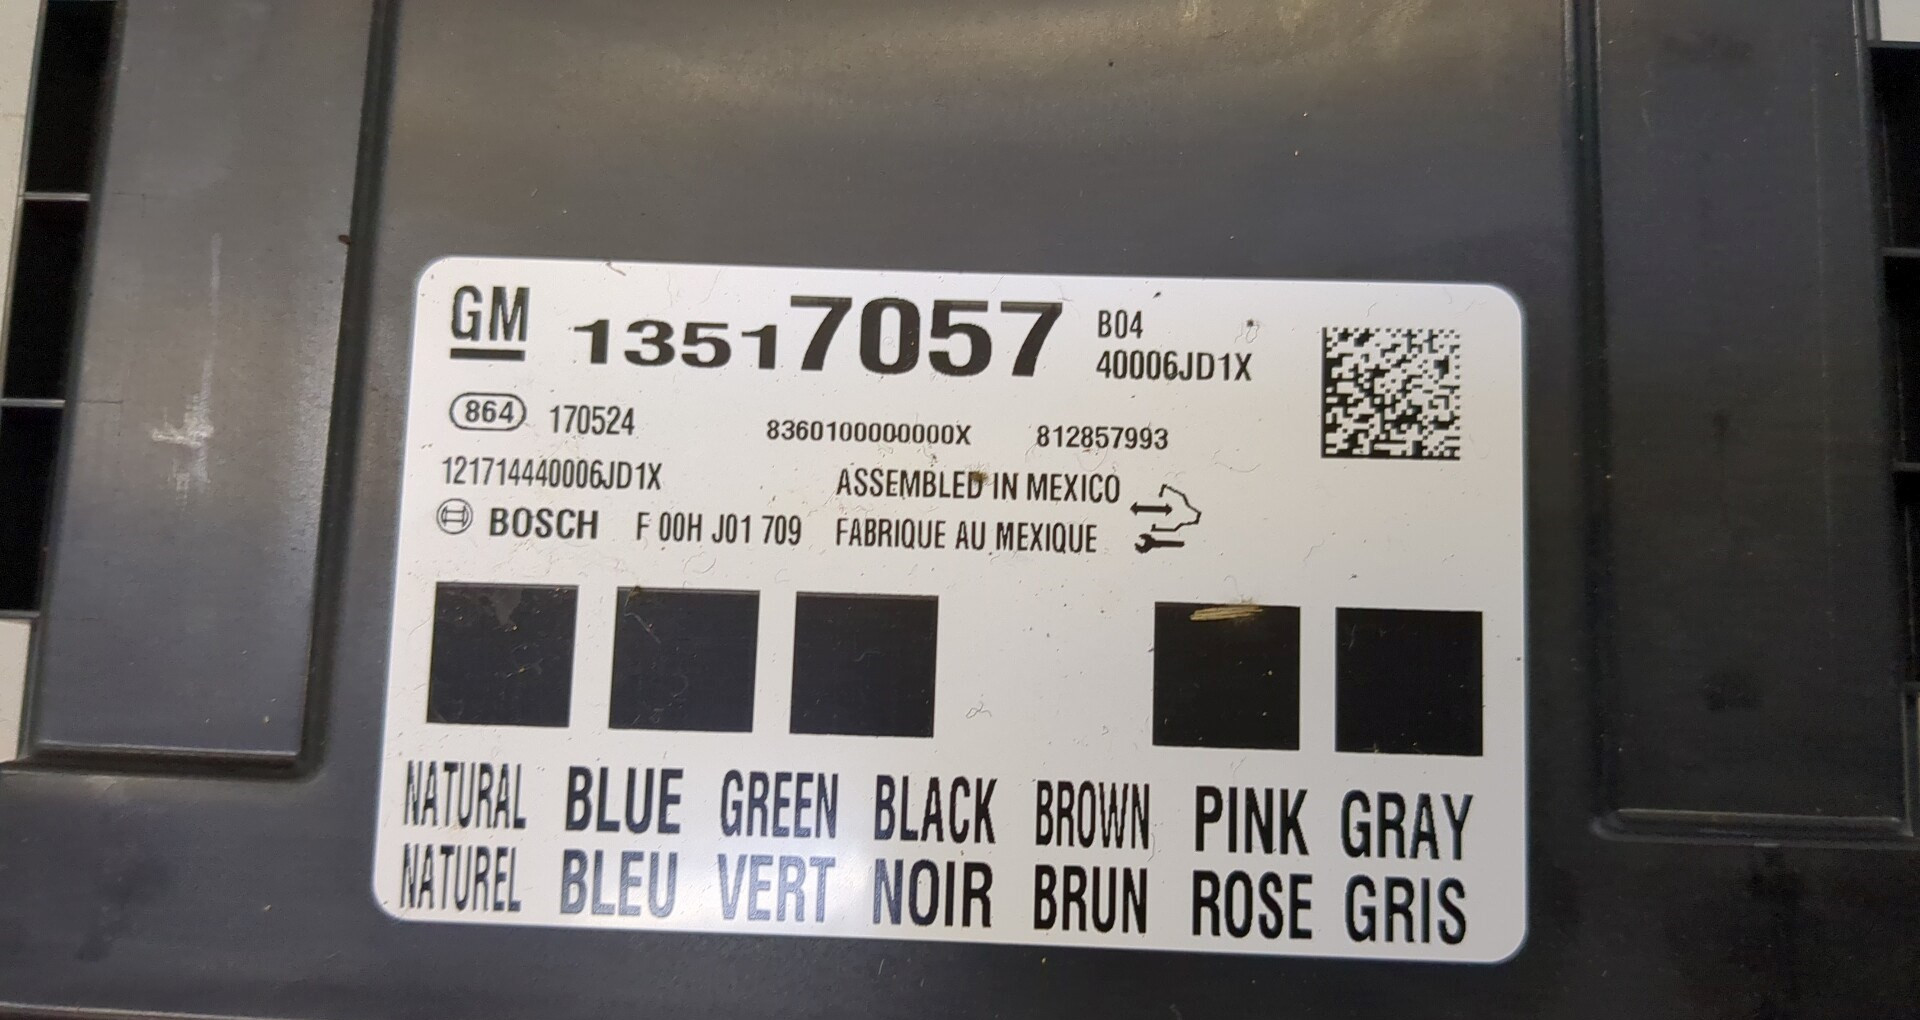 GM 13517057 B04
40006JD1X
864 170524 8360100000000X 812857993
121714440006JD1X ASSEMBLED IN MEXICO
BOSCH F 00H J01 709 FABRIQUE AU MEXIQUE
NATURAL BLUE GREEN BLACK BROWN PINK GRAY
NATUREL BLEU VERT NOIR BRUN ROSE GRIS